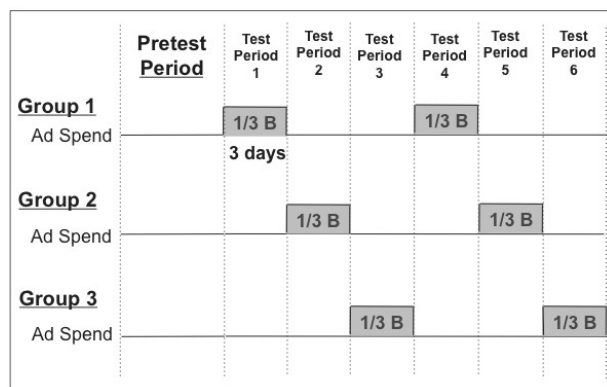 Pretest
Period
Test
Period
1
Test
Period
2
Test
Period
3
Test
Period
4
Test
Period
5
Test
Period
6
Group 1
Ad Spend
1/3 B
1/3 B
3 days
Group 2
Ad Spend
1/3 B
1/3 B
Group 3
Ad Spend
1/3 B
1/3 B